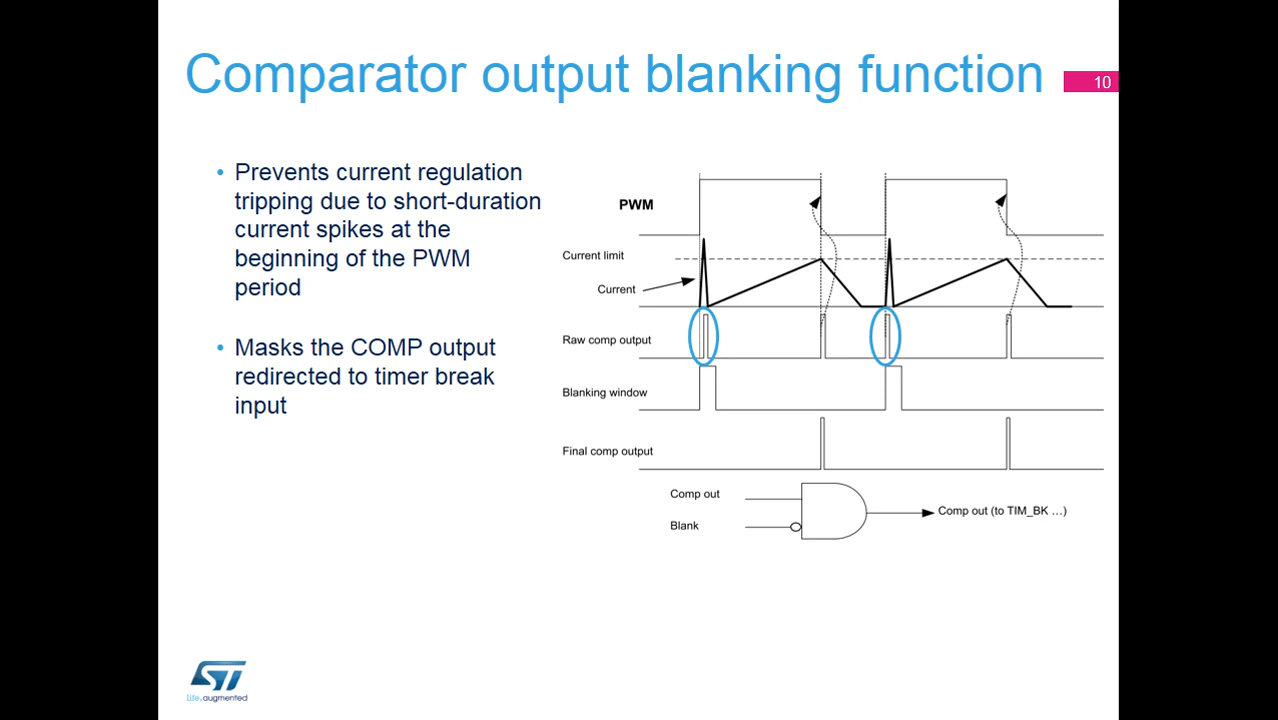 Comparator output blanking function
10
• Prevents current regulation
tripping due to short-duration
current spikes at the
beginning of the PWM
period
• Masks the COMP output
redirected to timer break
input
PWM
Current limit
Current
Raw comp output
Blanking window
Final comp output
Comp out
Blank
Comp out (to TIM_BK ...)
ST
life.augmented